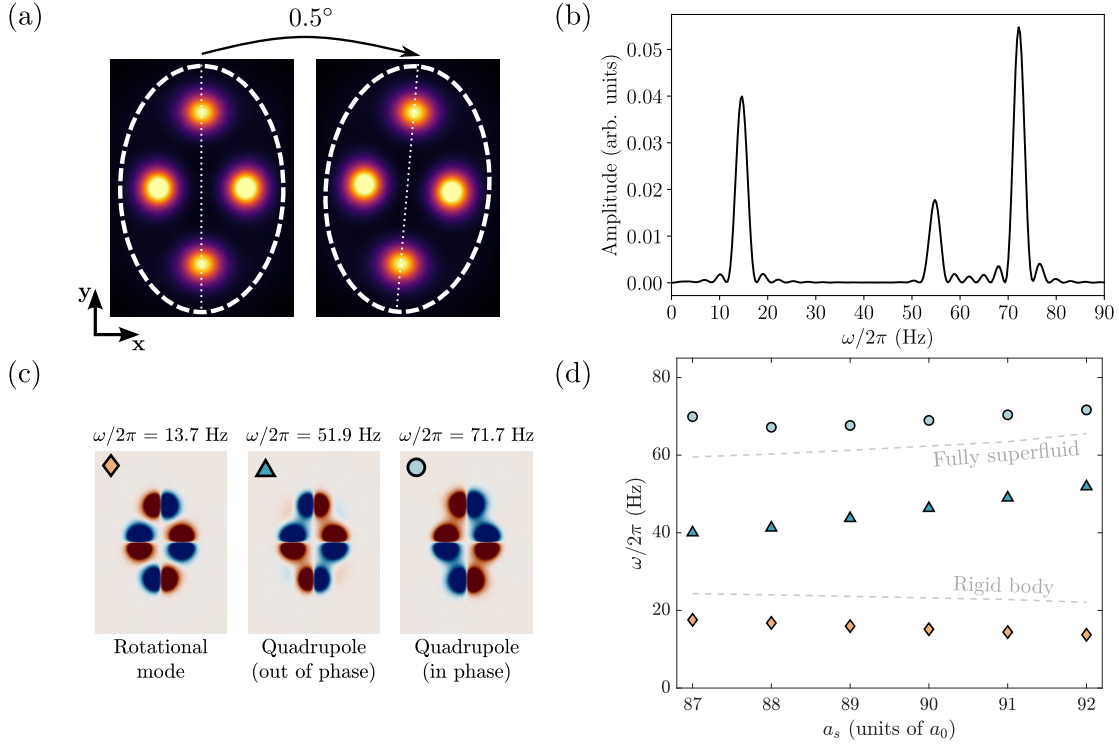 (a)
0.5°
y
x
(b)
Amplitude (arb. units)
0.05
0.04
0.03
0.02
0.01
0.00
0 10 20 30 40 50 60 70 80 90
ω/2π (Hz)
(c)
ω/2π = 13.7 Hz
ω/2π = 51.9 Hz
ω/2π = 71.7 Hz
Rotational
mode
Quadrupole
(out of phase)
Quadrupole
(in phase)
(d)
ω/2π (Hz)
80
60
40
20
0
Fully superfluid
Rigid body
87 88 89 90 91 92
a_s (units of a_0)